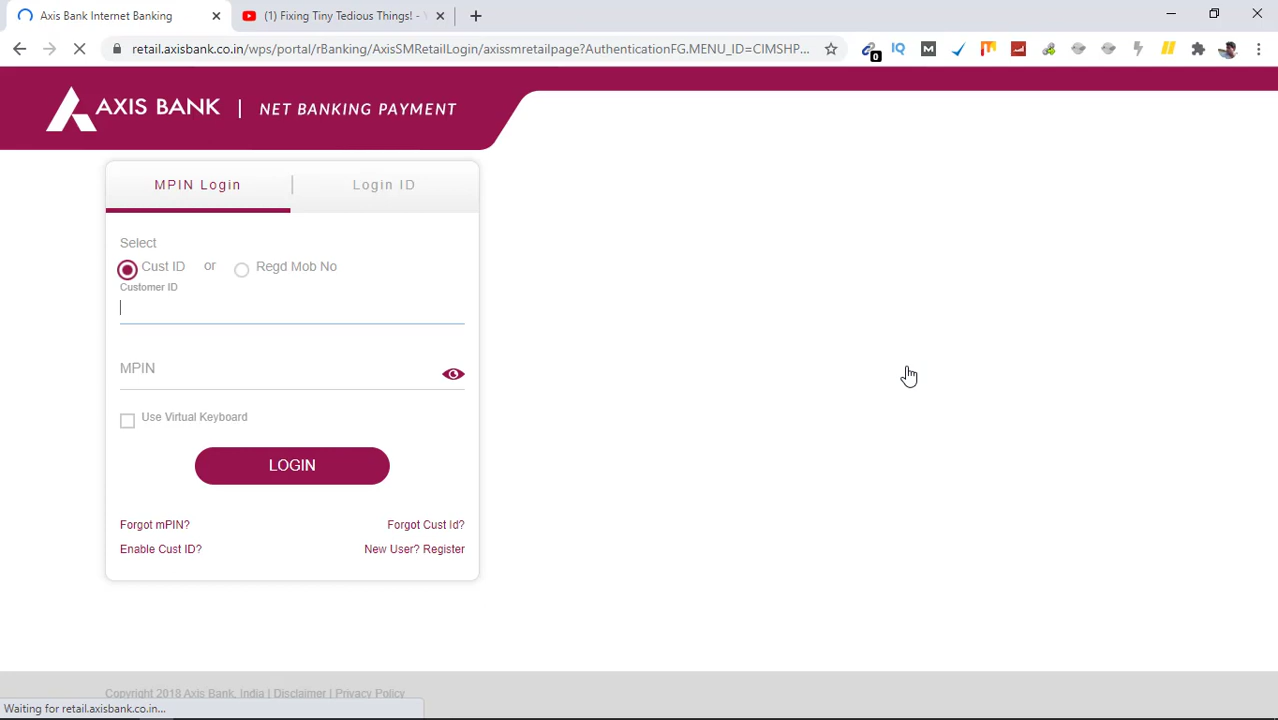 Axis Bank Internet Banking
(1) Fixing Tiny Tedious Things! - Y
retail.axisbank.co.in/wps/portal/rBanking/AxisSMRetailLogin/axissmretailpage?AuthenticationFG.MENU_ID=CIMSHP...
0
IQ
M
AXIS BANK | NET BANKING PAYMENT
MPIN Login | Login ID
Select
Cust ID or Regd Mob No
Customer ID
MPIN
Use Virtual Keyboard
LOGIN
Forgot mPIN? Forgot Cust Id?
Enable Cust ID? New User? Register
Copyright 2018 Axis Bank, India | Disclaimer | Privacy Policy
Waiting for retail.axisbank.co.in...